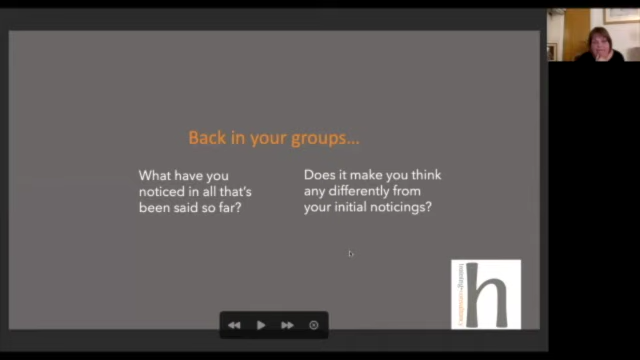 Back in your groups...
What have you
noticed in all that's
been said so far?
Does it make you think
any differently from
your initial noticings?
h